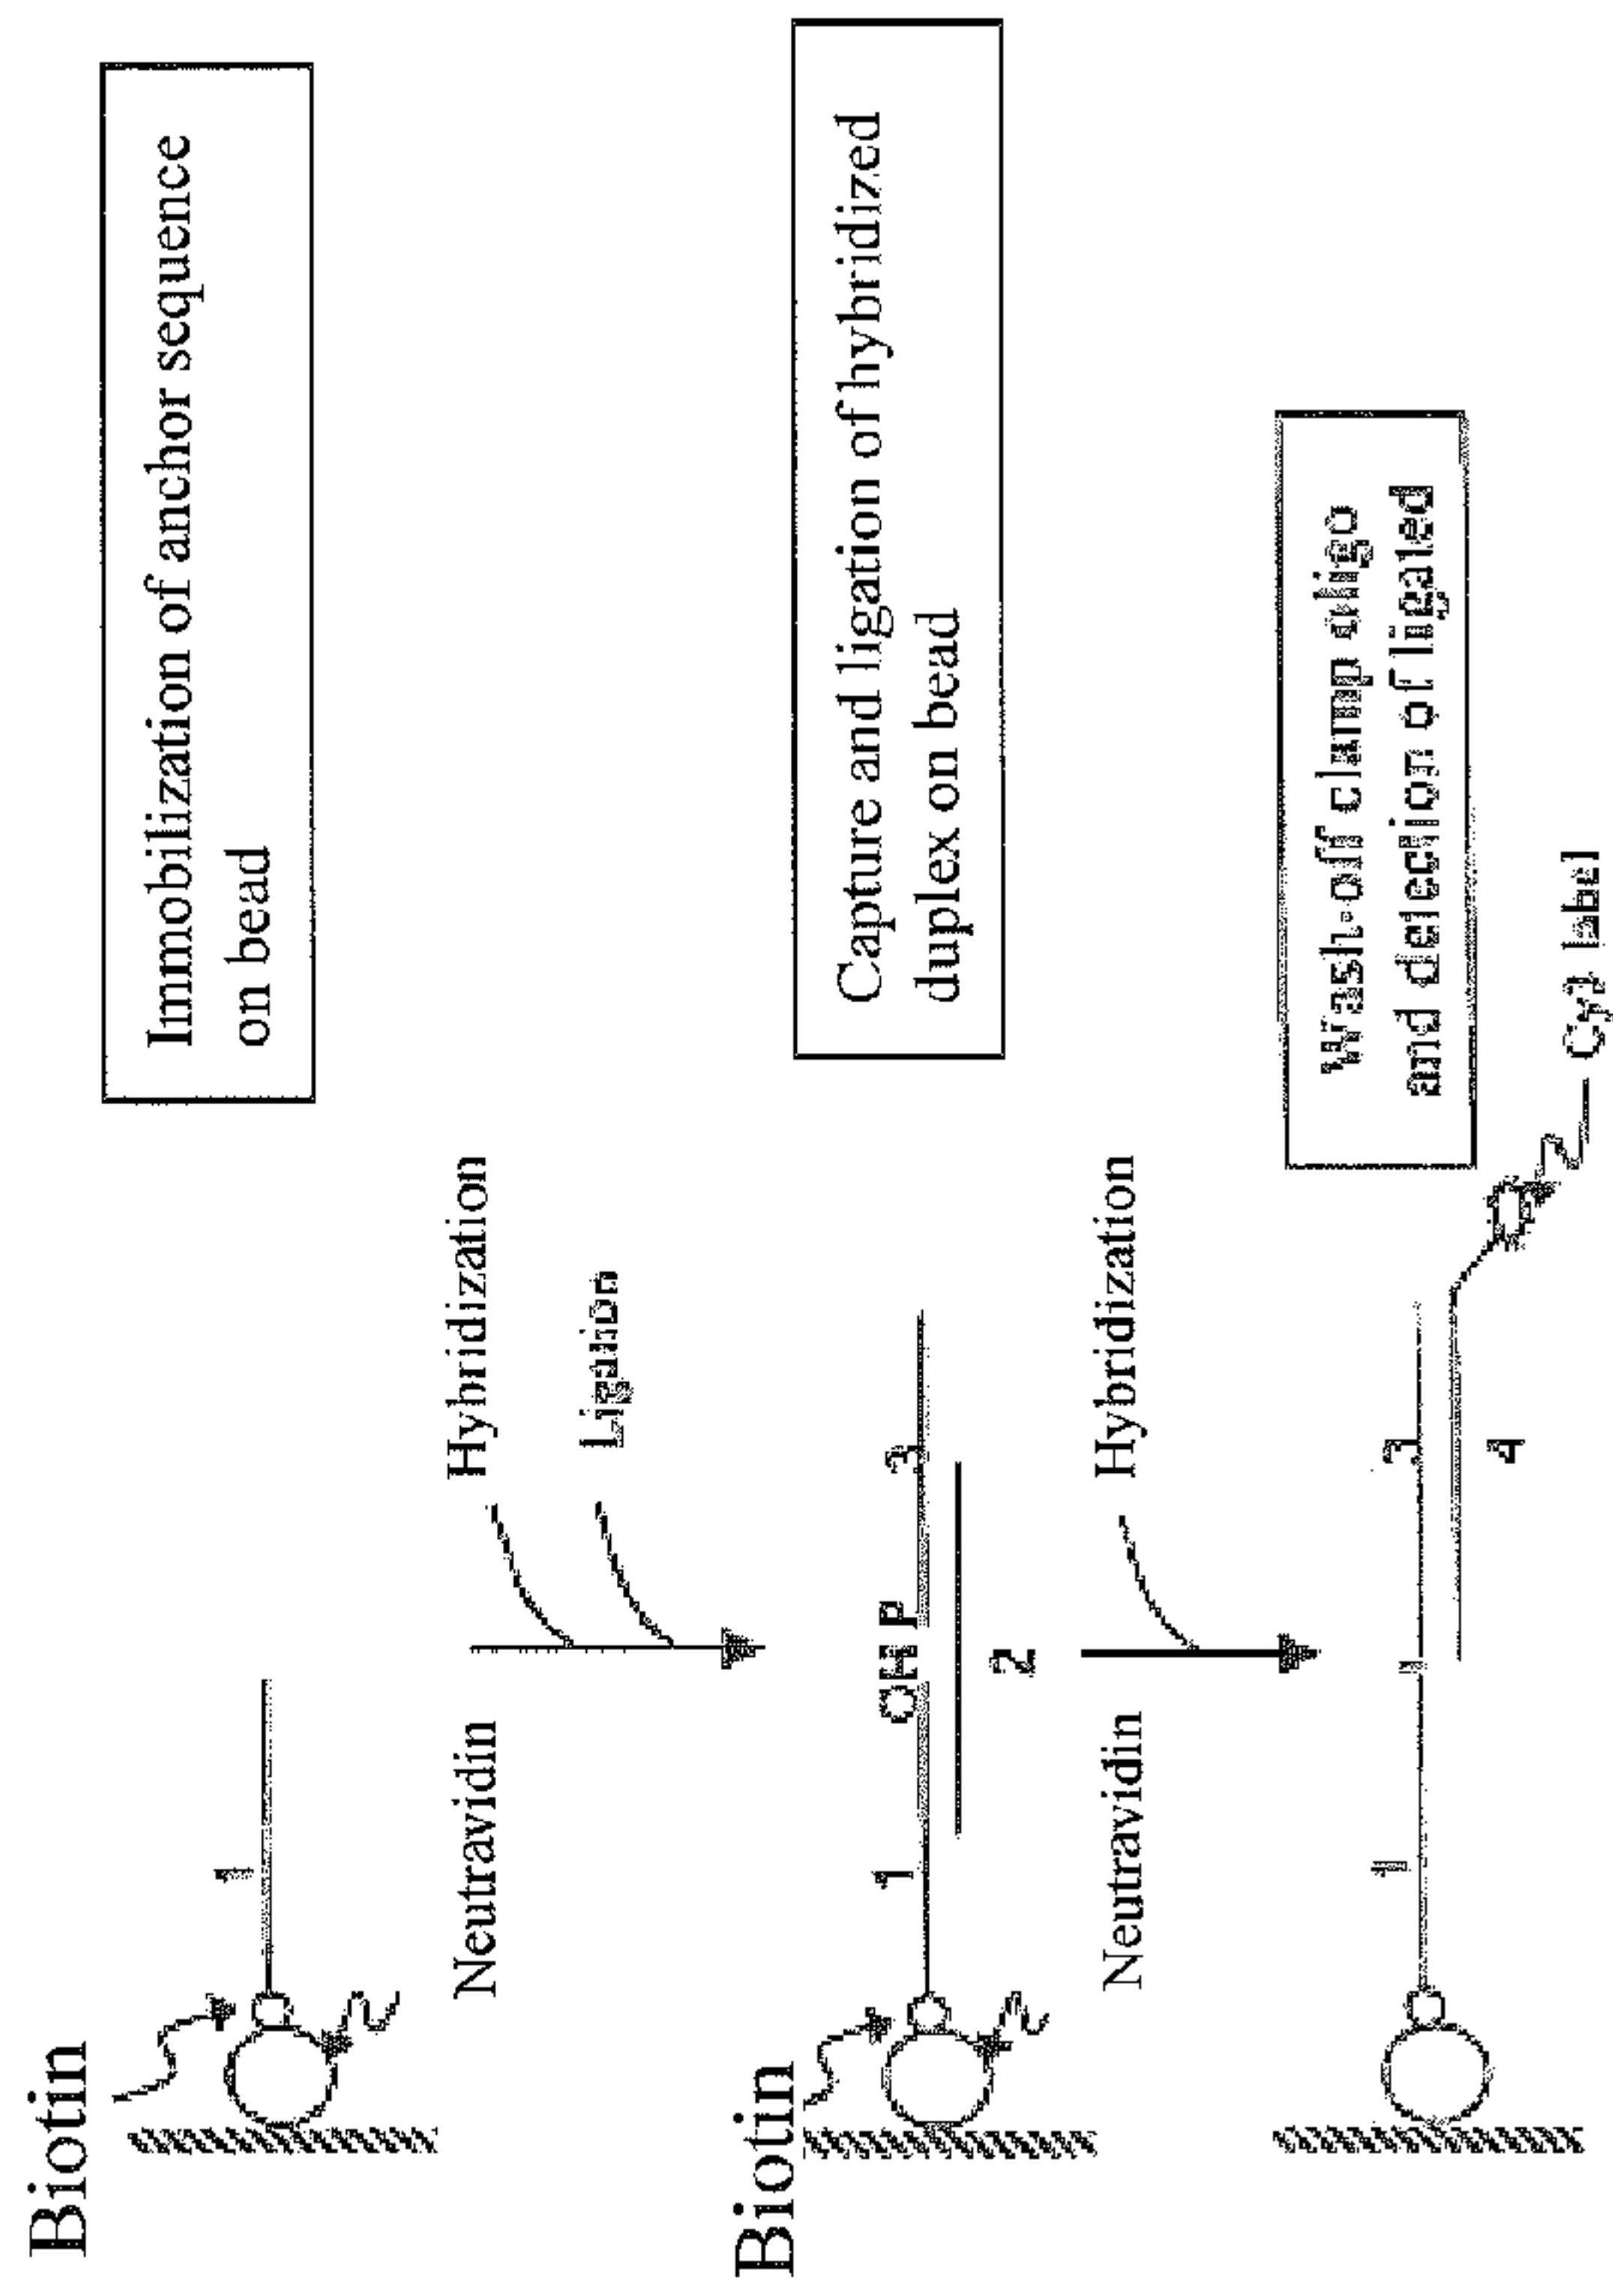 Biotin
1
Immobilization of anchor sequence
on bead
Neutravidin
Hybridization
Ligation
Biotin
1
OH P
3
2
Capture and ligation of hybridized
duplex on bead
Neutravidin
Hybridization
1
3
4
Wash-off clamp oligo
and detection of ligated
Cy3 label